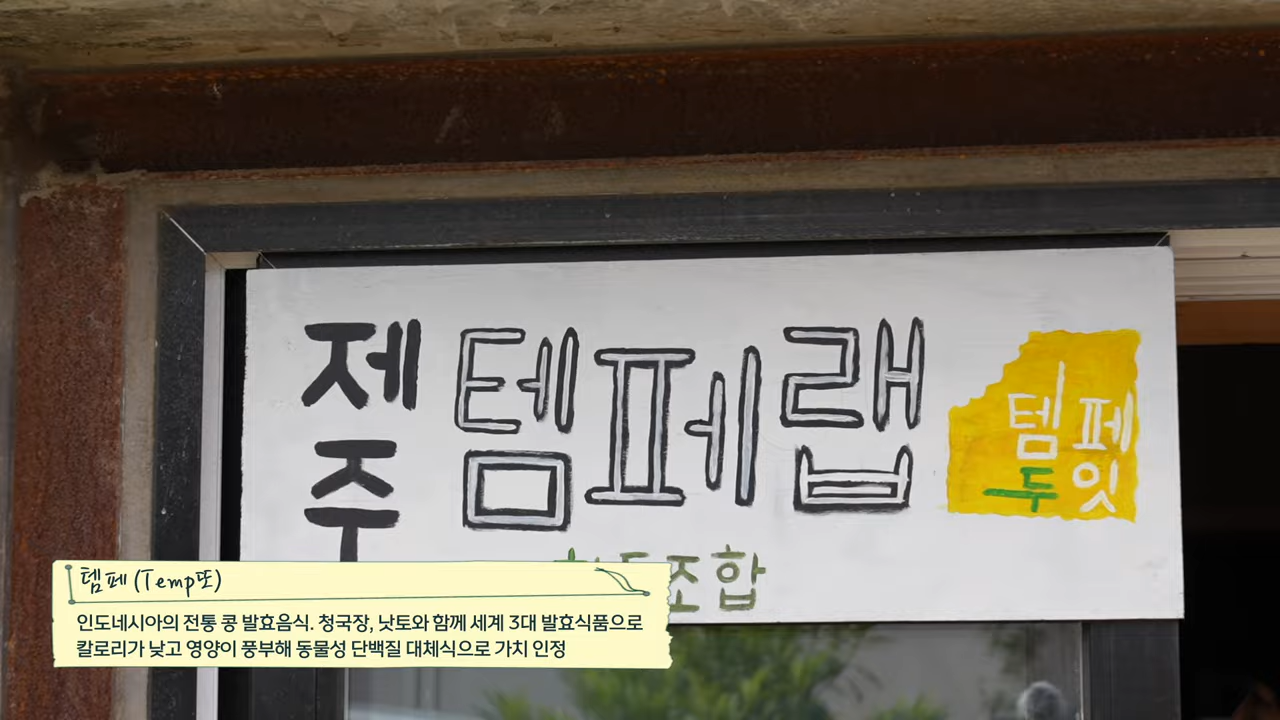 제주
템페랩
템페
두잇
조합
템페 (Temp또)
인도네시아의 전통 콩 발효음식. 청국장, 낫토와 함께 세계 3대 발효식품으로
칼로리가 낮고 영양이 풍부해 동물성 단백질 대체식으로 가치 인정